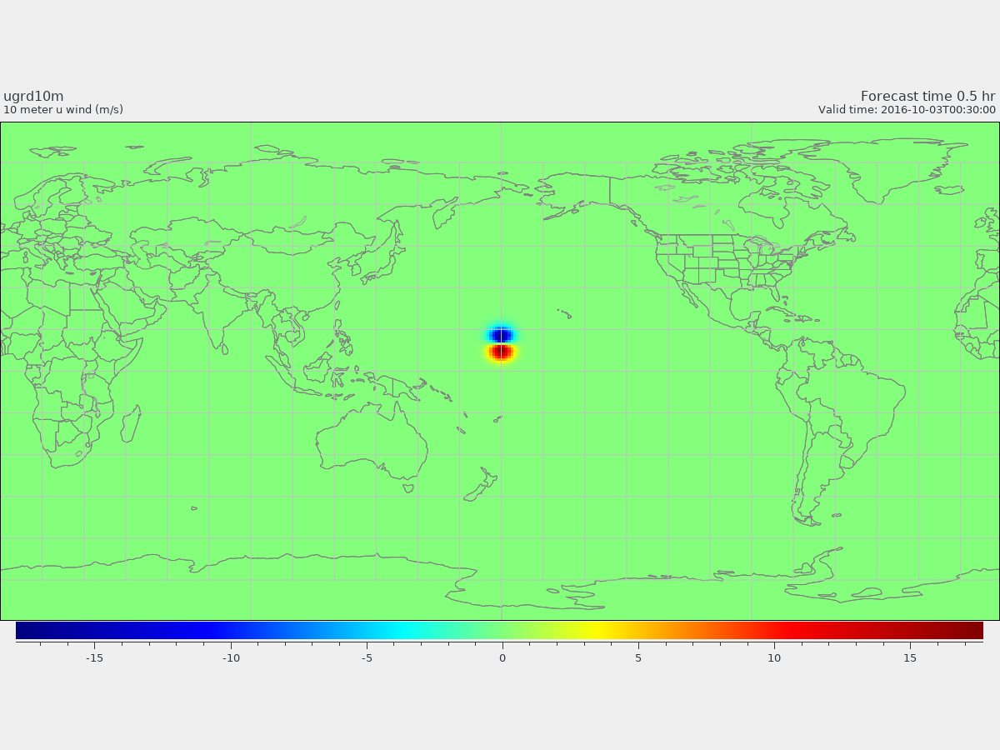 ugrd10m
Forecast time 0.5 hr
10 meter u wind (m/s)
Valid time: 2016-10-03T00:30:00
-15 -10 -5 0 5 10 15